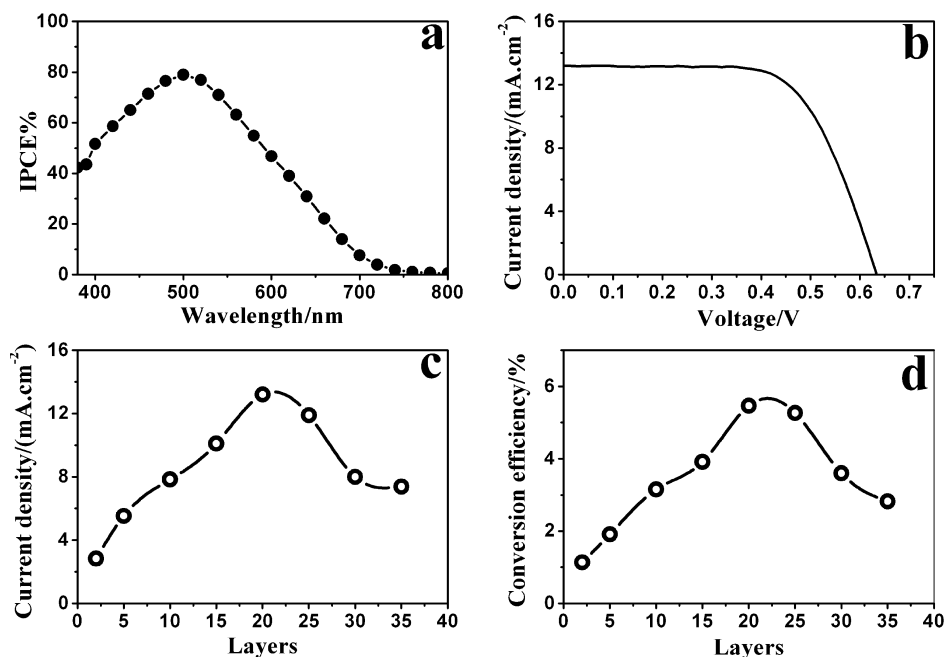 a
IPCE%
100
80
60
40
20
0
400 500 600 700 800
Wavelength/nm
b
Current density/(mA.cm-2)
16
12
8
4
0
0.0 0.1 0.2 0.3 0.4 0.5 0.6 0.7
Voltage/V
c
Current density/(mA.cm-2)
16
12
8
4
0
0 5 10 15 20 25 30 35 40
Layers
d
Conversion efficiency/%
6
4
2
0
0 5 10 15 20 25 30 35 40
Layers